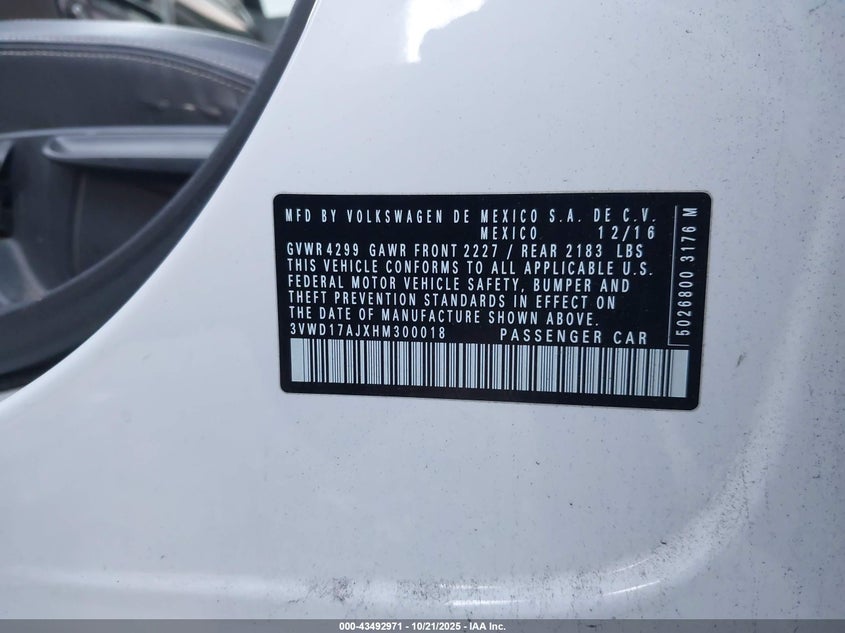 MFD BY VOLKSWAGEN DE MEXICO S.A. DE C.V.
MEXICO 12/16
GVWR 4299 GAWR FRONT 2227 / REAR 2183 LBS
THIS VEHICLE CONFORMS TO ALL APPLICABLE U.S.
FEDERAL MOTOR VEHICLE SAFETY, BUMPER AND
THEFT PREVENTION STANDARDS IN EFFECT ON
THE DATE OF MANUFACTURE SHOWN ABOVE.
3VWD17AJXHM300018 PASSENGER CAR
5026800 3176 M
000-43492971 | 10/21/2025 | IAA Inc.